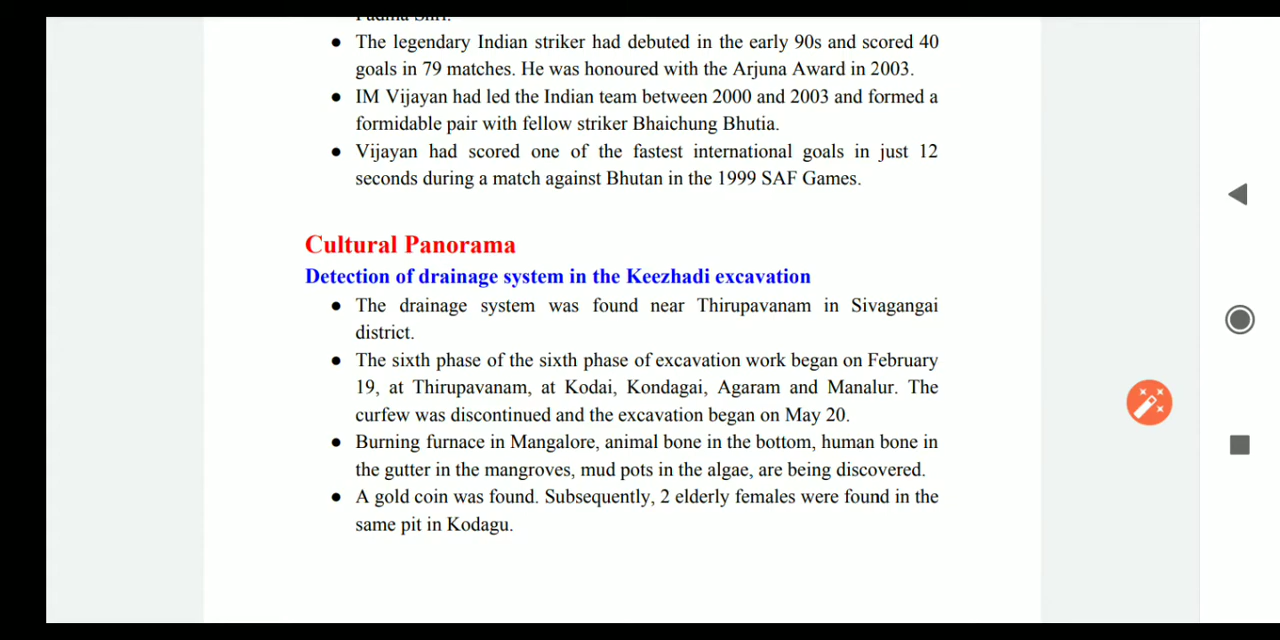 Padma Shri.
● The legendary Indian striker had debuted in the early 90s and scored 40
goals in 79 matches. He was honoured with the Arjuna Award in 2003.
● IM Vijayan had led the Indian team between 2000 and 2003 and formed a
formidable pair with fellow striker Bhaichung Bhutia.
● Vijayan had scored one of the fastest international goals in just 12
seconds during a match against Bhutan in the 1999 SAF Games.
Cultural Panorama
Detection of drainage system in the Keezhadi excavation
● The drainage system was found near Thirupavanam in Sivagangai
district.
● The sixth phase of the sixth phase of excavation work began on February
19, at Thirupavanam, at Kodai, Kondagai, Agaram and Manalur. The
curfew was discontinued and the excavation began on May 20.
● Burning furnace in Mangalore, animal bone in the bottom, human bone in
the gutter in the mangroves, mud pots in the algae, are being discovered.
● A gold coin was found. Subsequently, 2 elderly females were found in the
same pit in Kodagu.